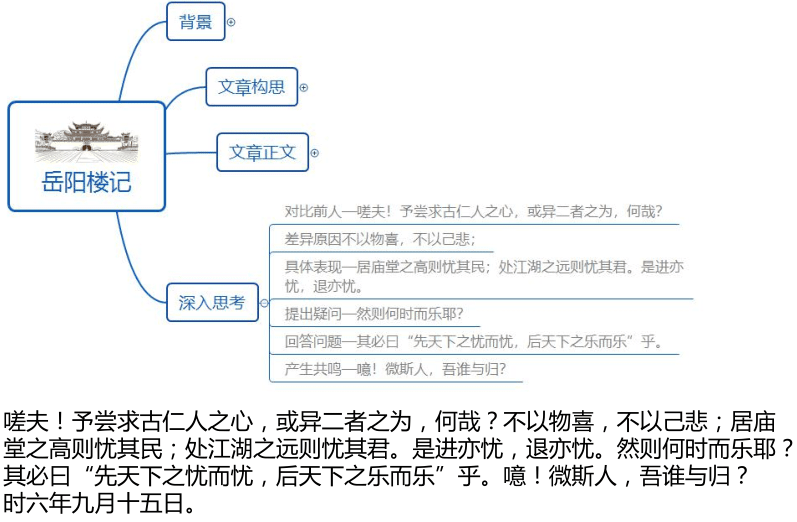 背景
文章构思
文章正文
岳阳楼记
对比前人—嗟夫！予尝求古仁人之心，或异二者之为，何哉？
差异原因不以物喜，不以己悲；
具体表现—居庙堂之高则忧其民；处江湖之远则忧其君。是进亦
忧，退亦忧。
深入思考
提出疑问—然则何时而乐耶？
回答问题—其必曰“先天下之忧而忧，后天下之乐而乐”乎。
产生共鸣—噫！微斯人，吾谁与归？
嗟夫！予尝求古仁人之心，或异二者之为，何哉？不以物喜，不以己悲；居庙
堂之高则忧其民；处江湖之远则忧其君。是进亦忧，退亦忧。然则何时而乐耶？
其必曰“先天下之忧而忧，后天下之乐而乐”乎。噫！微斯人，吾谁与归？
时六年九月十五日。